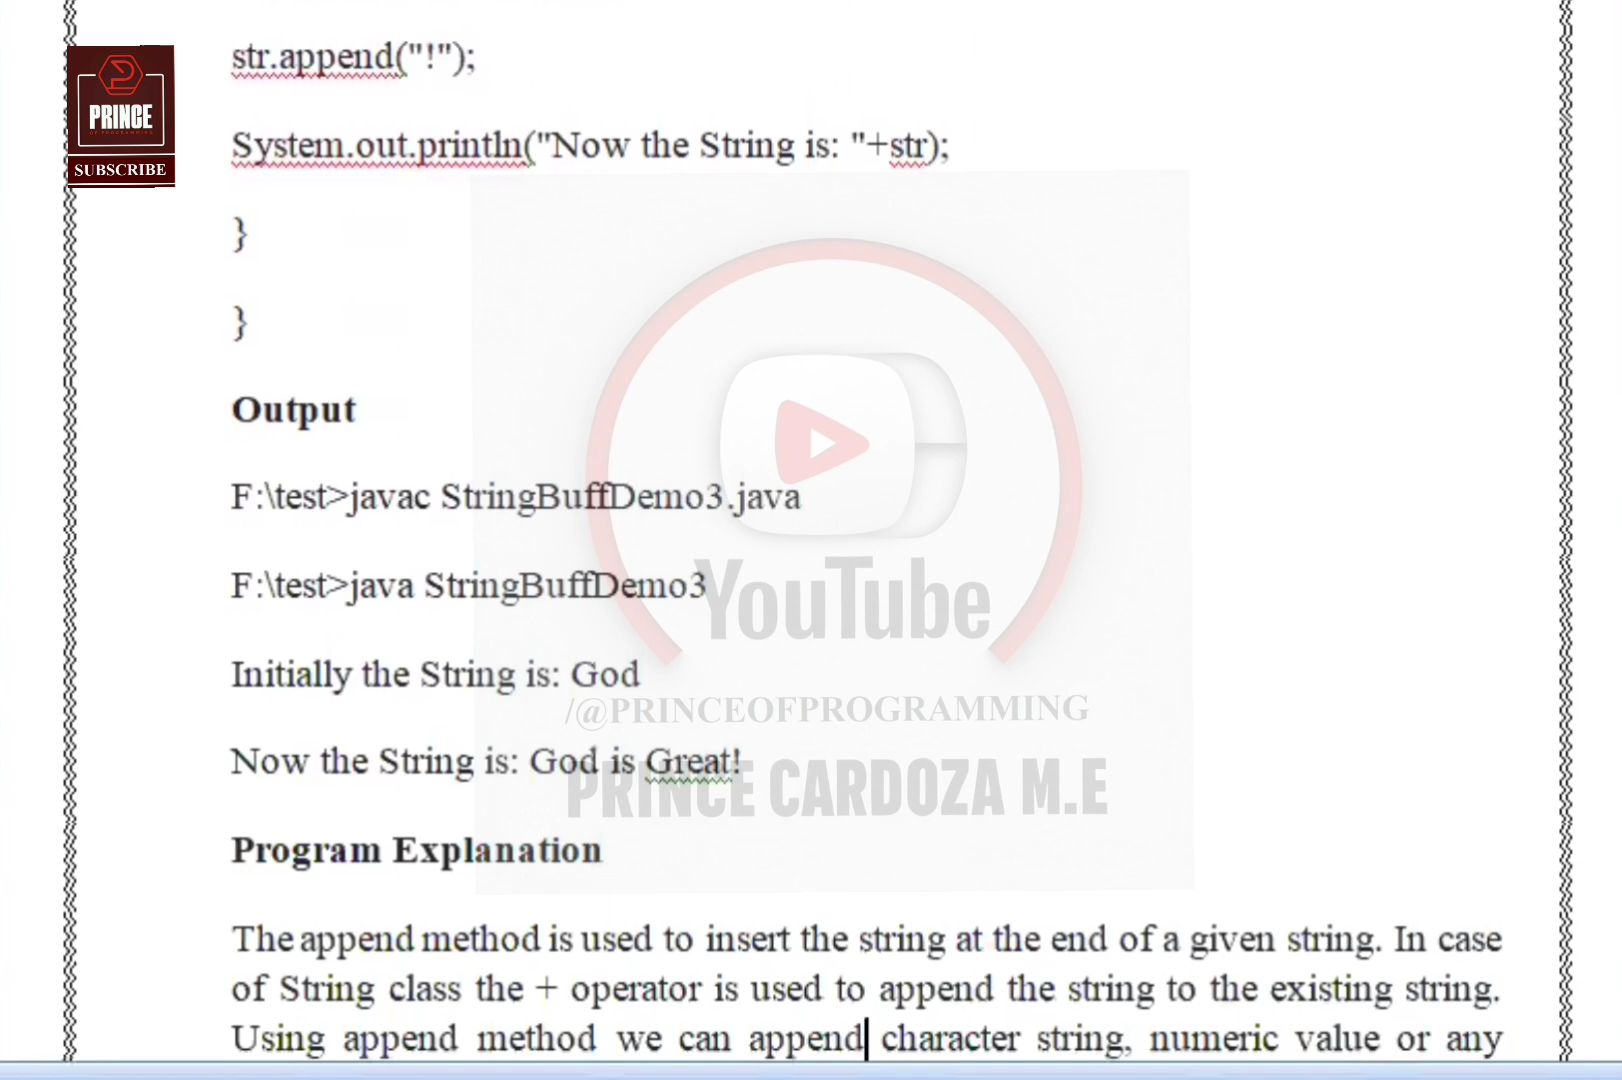 str.append("!");
PRINCE
OF PROGRAMMING
SUBSCRIBE
System.out.println("Now the String is: "+str);
}
}
Output
F:\test>javac StringBuffDemo3.java
F:\test>java StringBuffDemo3
YouTube
Initially the String is: God
/@PRINCEOFPROGRAMMING
Now the String is: God is Great!
PRINCE CARDOZA M.E
Program Explanation
The append method is used to insert the string at the end of a given string. In case
of String class the + operator is used to append the string to the existing string.
Using append method we can append character string, numeric value or any